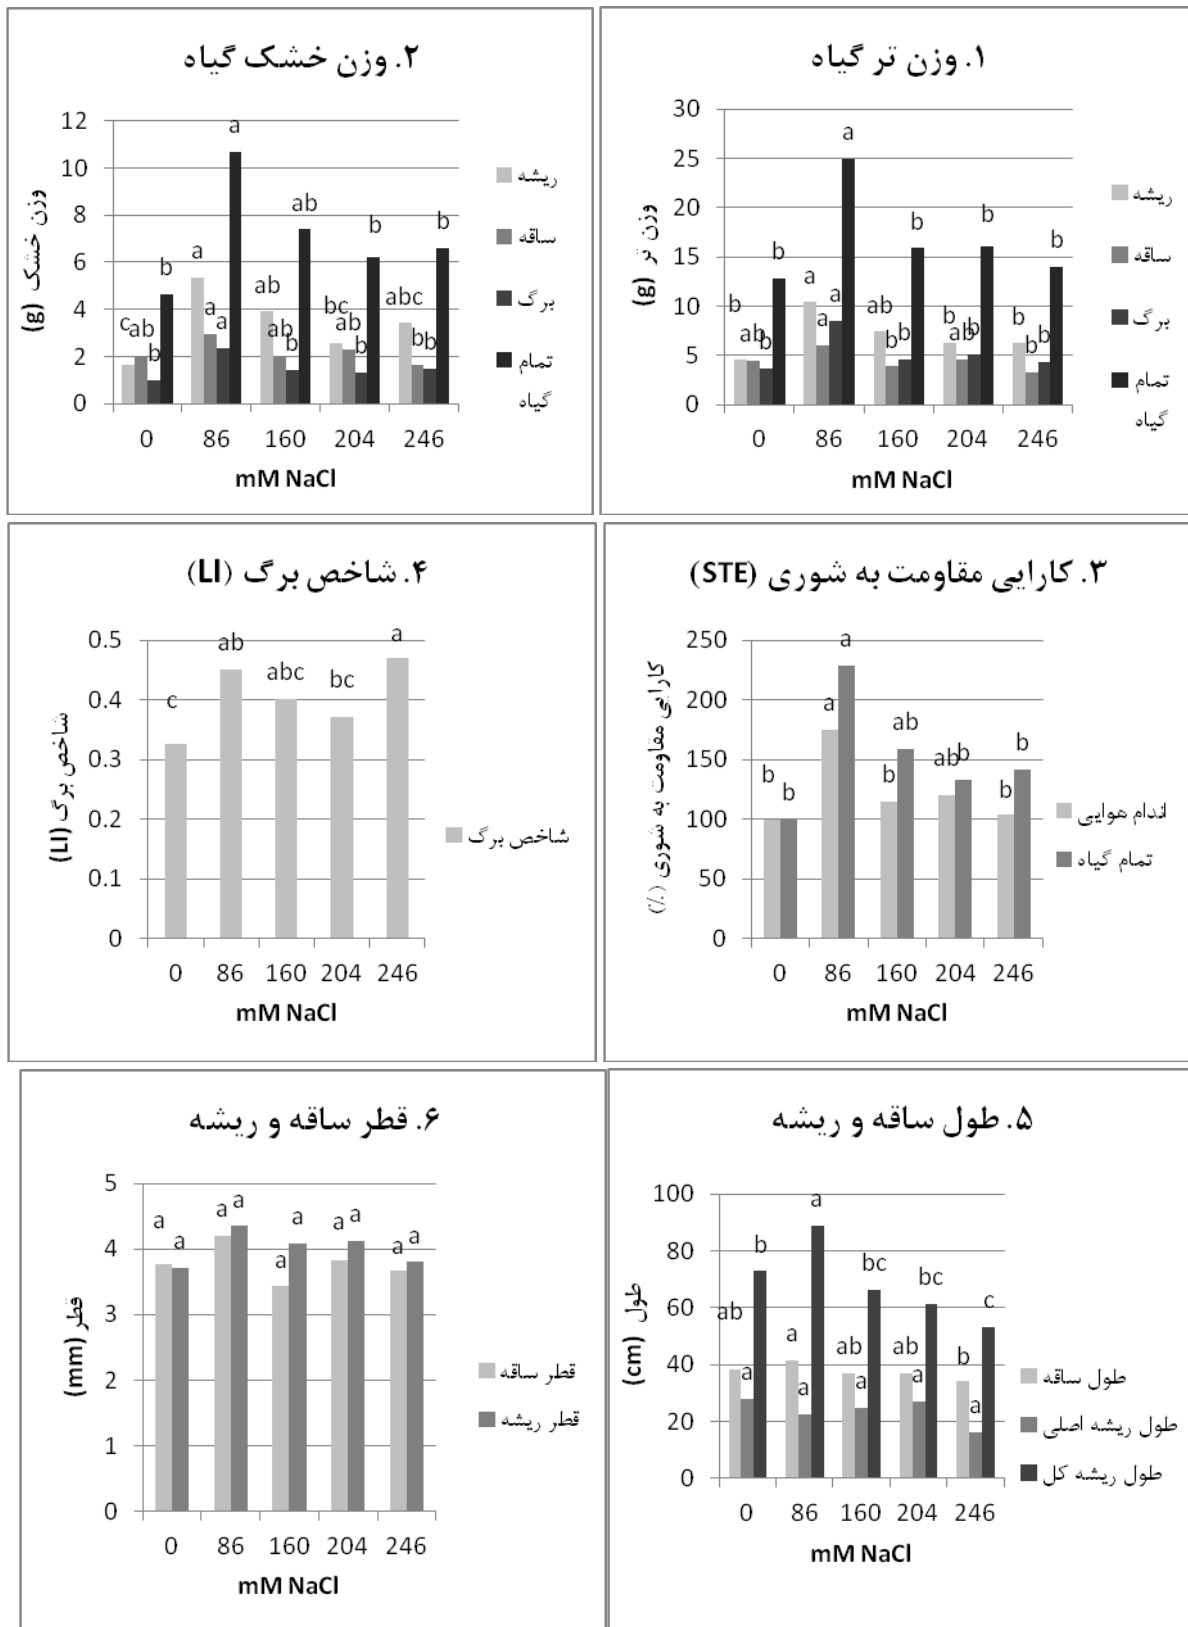 ۱. وزن تر گیاه
30
25
20
15
10
5
0
وزن تر (g)
b ab b b
a a a a
ab b b b
b ab b b
b b b b
0 86 160 204 246
mM NaCl
ریشه
ساقه
برگ
تمام
گیاه
۲. وزن خشک گیاه
12
10
8
6
4
2
0
وزن خشک (g)
c ab b b
a a a a
ab ab b ab
bc ab b b
abc b b b
0 86 160 204 246
mM NaCl
ریشه
ساقه
برگ
تمام
گیاه
۳. کارایی مقاومت به شوری (STE)
250
200
150
100
50
0
کارایی مقاومت به شوری (٪)
b b
a a
b ab
ab b
b b
0 86 160 204 246
mM NaCl
اندام هوایی
تمام گیاه
۴. شاخص برگ (LI)
0.5
0.4
0.3
0.2
0.1
0
شاخص برگ (LI)
c ab abc bc a
0 86 160 204 246
mM NaCl
شاخص برگ
۵. طول ساقه و ریشه
100
80
60
40
20
0
طول (cm)
ab a b
a a a
ab a bc
ab a bc
b a c
0 86 160 204 246
mM NaCl
طول ساقه
طول ریشه اصلی
طول ریشه کل
۶. قطر ساقه و ریشه
5
4
3
2
1
0
قطر (mm)
a a
a a
a a
a a
a a
0 86 160 204 246
mM NaCl
قطر ساقه
قطر ریشه